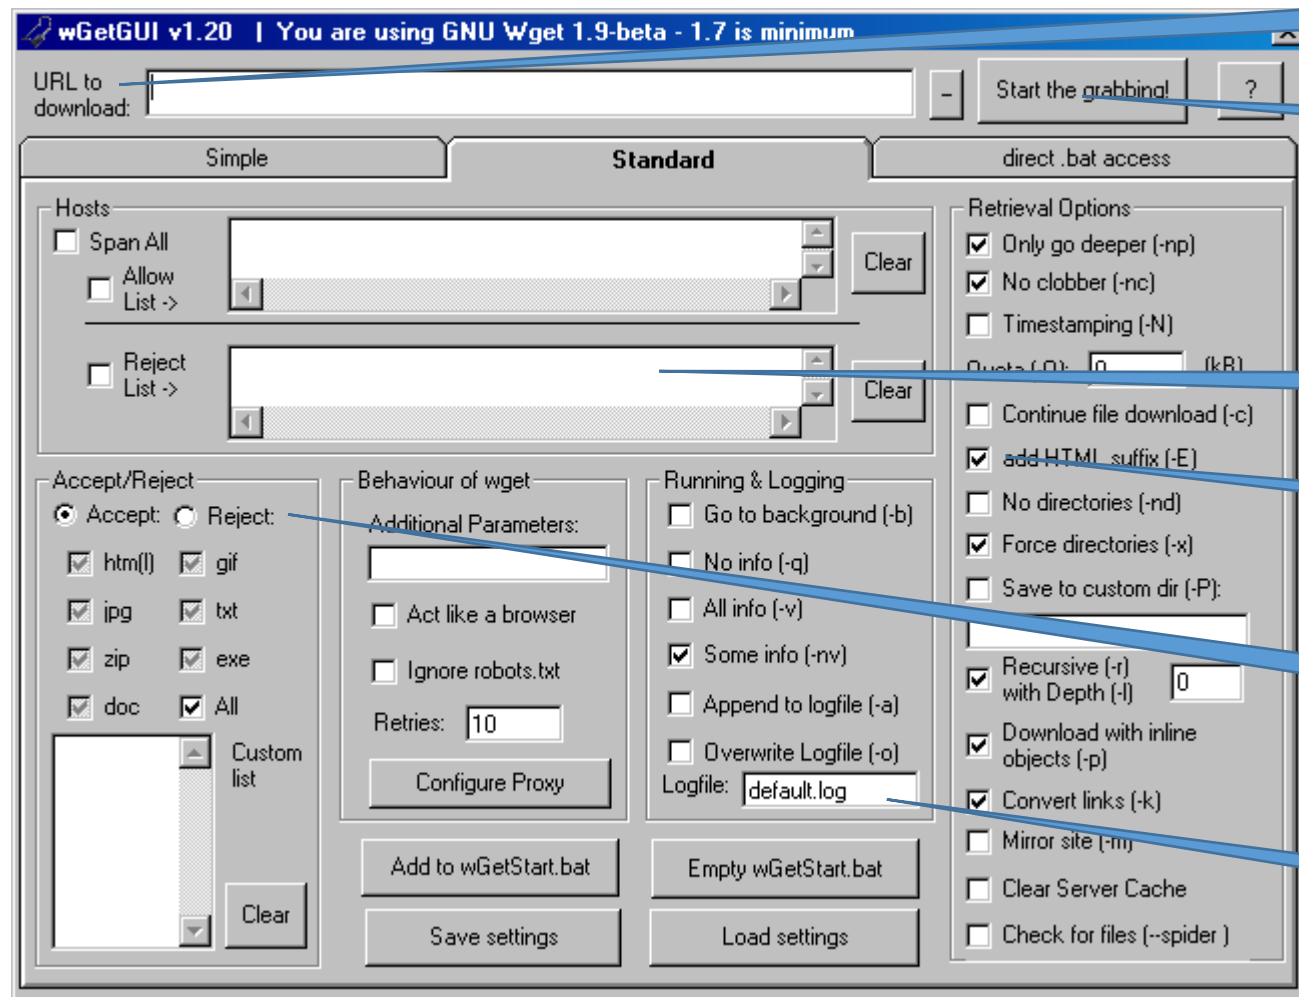 wGetGUI v1.20 | You are using GNU Wget 1.9-beta - 1.7 is minimum
URL to
download:
-
Start the grabbing!
?
Simple
Standard
direct .bat access
Hosts
Span All
Allow
List ->
Clear
Reject
List ->
Clear
Accept/Reject
Accept: Reject:
htm(l) gif
jpg txt
zip exe
doc All
Custom
list
Clear
Behaviour of wget
Additional Parameters:
Act like a browser
Ignore robots.txt
Retries: 10
Configure Proxy
Running & Logging
Go to background (-b)
No info (-q)
All info (-v)
Some info (-nv)
Append to logfile (-a)
Overwrite Logfile (-o)
Logfile: default.log
Add to wGetStart.bat
Empty wGetStart.bat
Save settings
Load settings
Retrieval Options
Only go deeper (-np)
No clobber (-nc)
Timestamping (-N)
Quota (-Q): 0 (kB)
Continue file download (-c)
add HTML suffix (-E)
No directories (-nd)
Force directories (-x)
Save to custom dir (-P):
Recursive (-r)
with Depth (-l) 0
Download with inline
objects (-p)
Convert links (-k)
Mirror site (-m)
Clear Server Cache
Check for files (--spider )